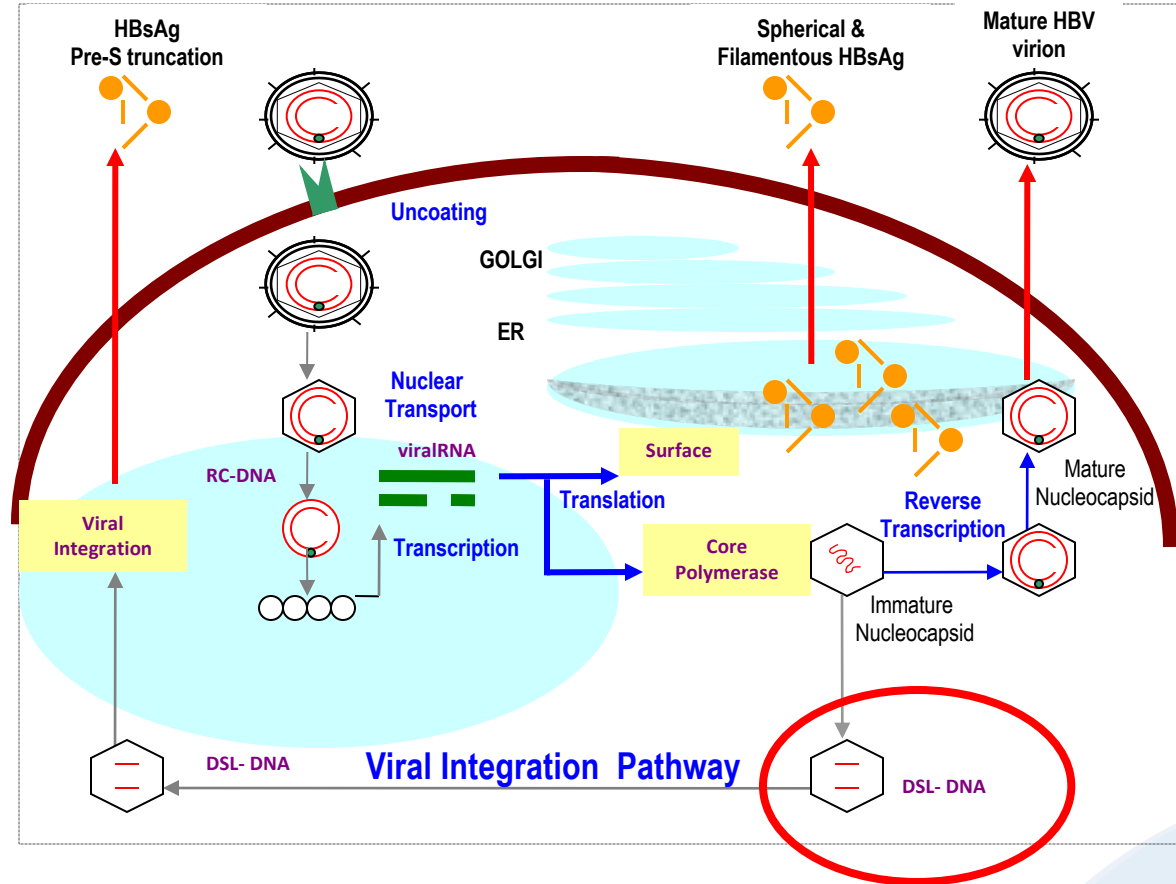 HBsAg
Pre-S truncation
Spherical &
Filamentous HBsAg
Mature HBV
virion
Uncoating
GOLGI
ER
Nuclear
Transport
viralRNA
RC-DNA
Surface
Translation
Mature
Nucleocapsid
Reverse
Transcription
Viral
Integration
Transcription
Core
Polymerase
Immature
Nucleocapsid
DSL- DNA
Viral Integration  Pathway
DSL- DNA